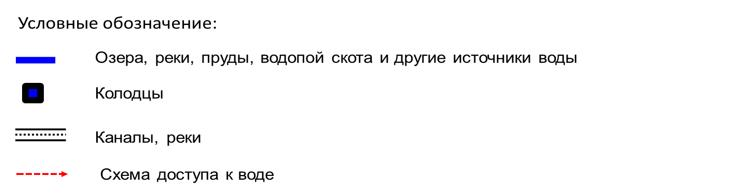 Условные обозначение:
Озера, реки, пруды, водопой скота и другие источники воды
Колодцы
Каналы, реки
Схема доступа к воде